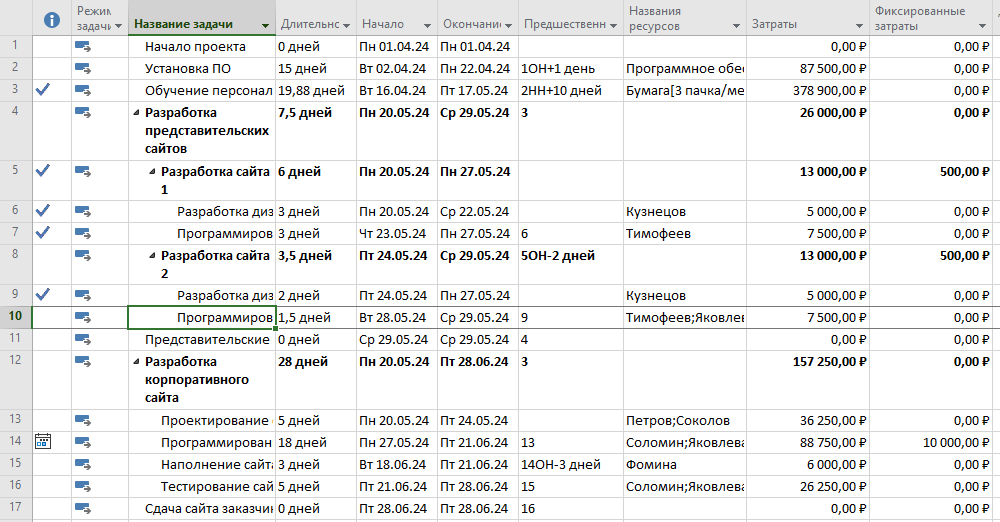 Режим задачи Название задачи Длительно Начало Окончание Предшественн Названия ресурсов Затраты Фиксированные затраты
1 Начало проекта 0 дней Пн 01.04.24 Пн 01.04.24 0,00 ₽ 0,00 ₽
2 Установка ПО 15 дней Вт 02.04.24 Пн 22.04.24 1ОН+1 день Программное обес 87 500,00 ₽ 0,00 ₽
3 Обучение персонал 19,88 дней Вт 16.04.24 Пт 17.05.24 2НН+10 дней Бумага[3 пачка/ме 378 900,00 ₽ 0,00 ₽
4 Разработка представительских сайтов 7,5 дней Пн 20.05.24 Ср 29.05.24 3 26 000,00 ₽ 0,00 ₽
5 Разработка сайта 1 6 дней Пн 20.05.24 Пн 27.05.24 13 000,00 ₽ 500,00 ₽
6 Разработка диз 3 дней Пн 20.05.24 Ср 22.05.24 Кузнецов 5 000,00 ₽ 0,00 ₽
7 Программиров 3 дней Чт 23.05.24 Пн 27.05.24 6 Тимофеев 7 500,00 ₽ 0,00 ₽
8 Разработка сайта 2 3,5 дней Пт 24.05.24 Ср 29.05.24 5ОН-2 дней 13 000,00 ₽ 500,00 ₽
9 Разработка диз 2 дней Пт 24.05.24 Пн 27.05.24 Кузнецов 5 000,00 ₽ 0,00 ₽
10 Программиров 1,5 дней Вт 28.05.24 Ср 29.05.24 9 Тимофеев;Яковлев 7 500,00 ₽ 0,00 ₽
11 Представительские 0 дней Ср 29.05.24 Ср 29.05.24 4 0,00 ₽ 0,00 ₽
12 Разработка корпоративного сайта 28 дней Пн 20.05.24 Пт 28.06.24 3 157 250,00 ₽ 0,00 ₽
13 Проектирование 5 дней Пн 20.05.24 Пт 24.05.24 Петров;Соколов 36 250,00 ₽ 0,00 ₽
14 Программирован 18 дней Пн 27.05.24 Пт 21.06.24 13 Соломин;Яковлева 88 750,00 ₽ 10 000,00 ₽
15 Наполнение сайта 3 дней Вт 18.06.24 Пт 21.06.24 14ОН-3 дней Фомина 6 000,00 ₽ 0,00 ₽
16 Тестирование сай 5 дней Пт 21.06.24 Пт 28.06.24 15 Соломин;Яковлева 26 250,00 ₽ 0,00 ₽
17 Сдача сайта заказчи 0 дней Пт 28.06.24 Пт 28.06.24 16 0,00 ₽ 0,00 ₽